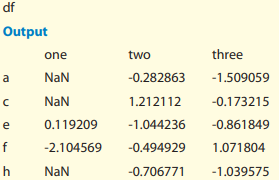 df
Output
one two three
a NaN -0.282863 -1.509059
c NaN 1.212112 -0.173215
e 0.119209 -1.044236 -0.861849
f -2.104569 -0.494929 1.071804
h NaN -0.706771 -1.039575